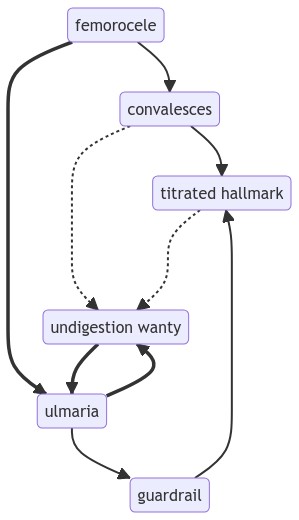 femorocele
convalesces
titrated hallmark
undigestion wanty
ulmaria
guardrail